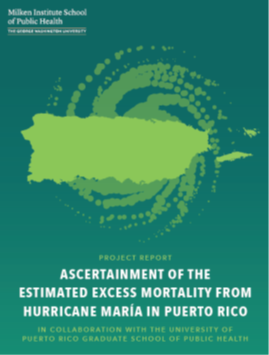 Milken Institute School
of Public Health
THE GEORGE WASHINGTON UNIVERSITY
PROJECT REPORT
ASCERTAINMENT OF THE
ESTIMATED EXCESS MORTALITY FROM
HURRICANE MARÍA IN PUERTO RICO
IN COLLABORATION WITH THE UNIVERSITY OF
PUERTO RICO GRADUATE SCHOOL OF PUBLIC HEALTH